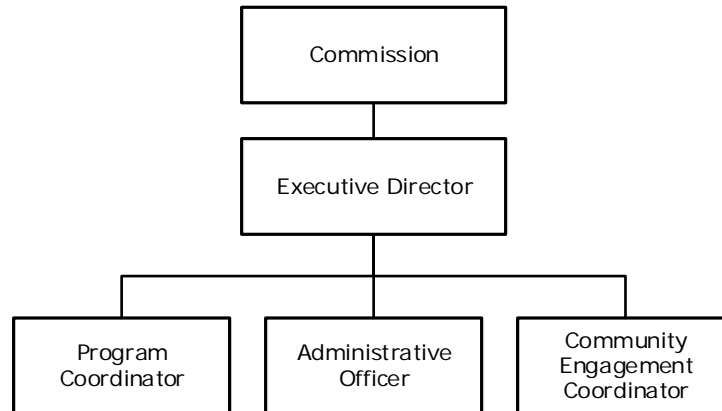 Commission
Executive Director
Program
Coordinator
Administrative
Officer
Community
Engagement
Coordinator